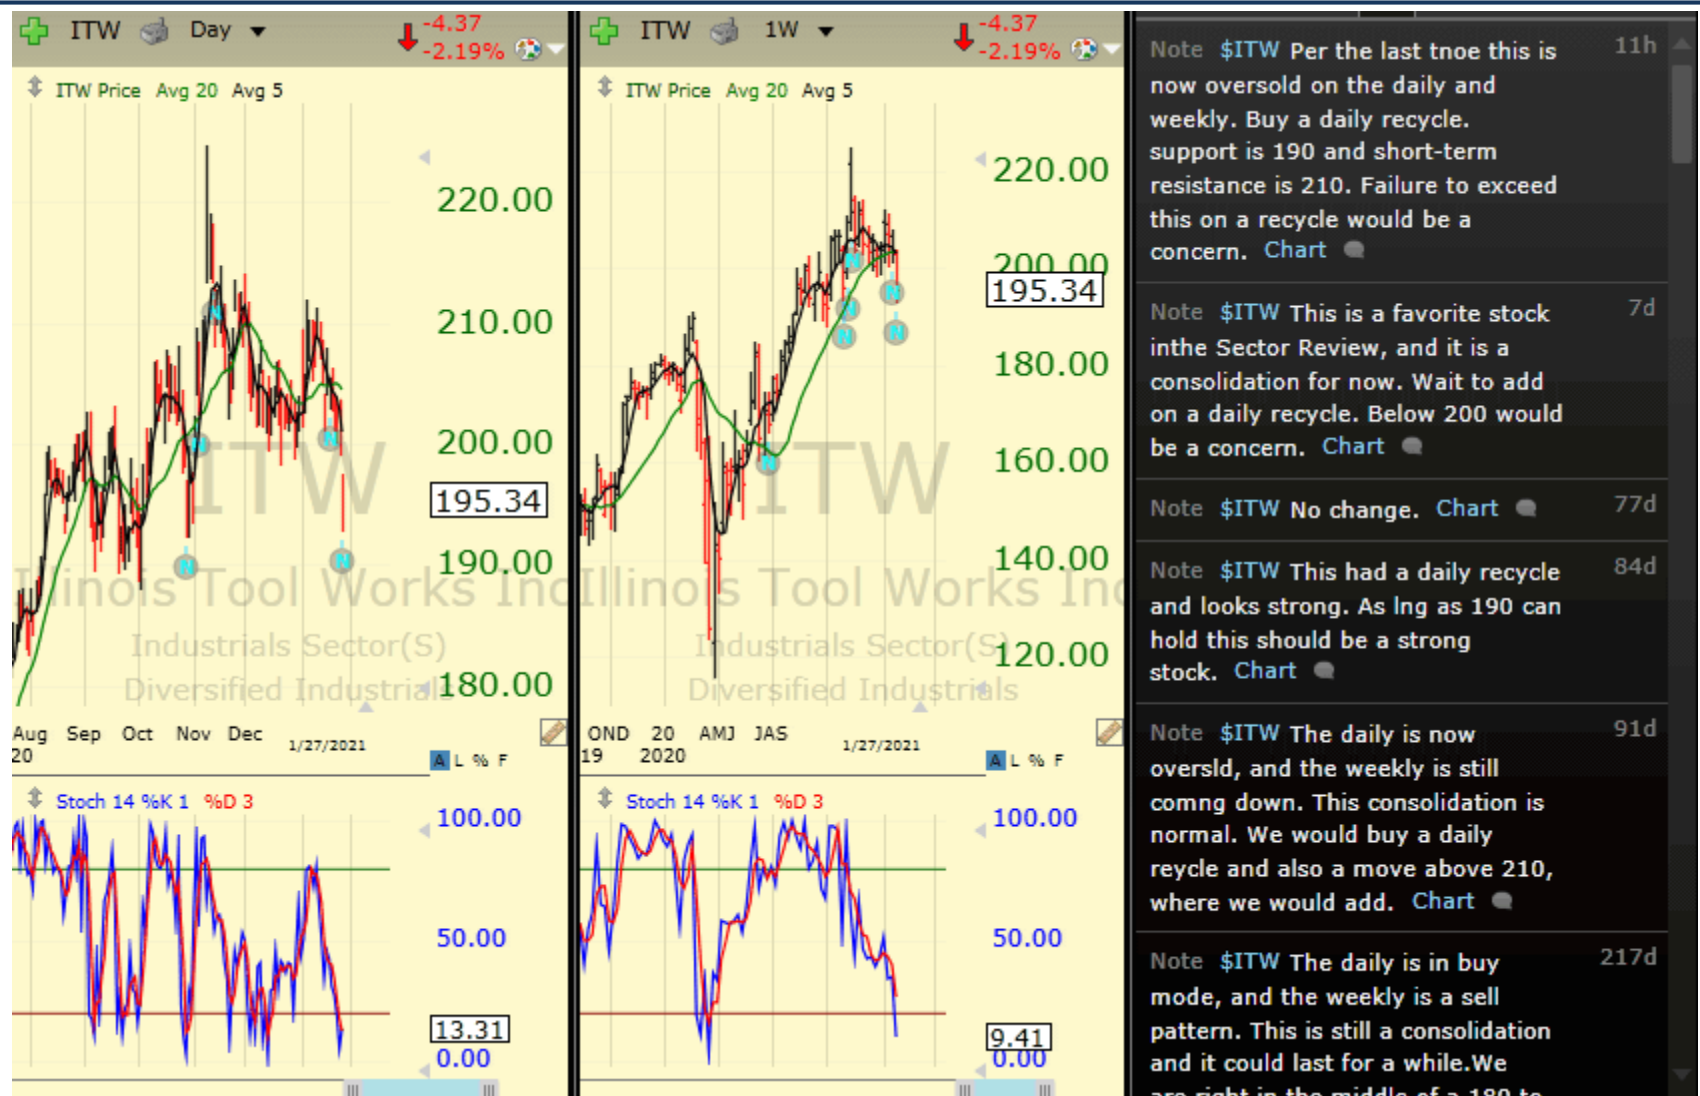 ITW Day -4.37
-2.19%
ITW Price Avg 20 Avg 5
220.00
210.00
200.00
195.34
190.00
180.00
N
N
N
N
N
ITW
Illinois Tool Works Inc
Industrials Sector(S)
Diversified Industrials
Aug Sep Oct Nov Dec 1/27/2021
20
A L % F
Stoch 14 %K 1 %D 3
100.00
50.00
13.31
0.00
ITW 1W -4.37
-2.19%
ITW Price Avg 20 Avg 5
220.00
200.00
195.34
180.00
160.00
140.00
120.00
N
N
N
N
N
N
ITW
Illinois Tool Works Inc
Industrials Sector(S)
Diversified Industrials
OND 20 AMJ JAS 1/27/2021
19 2020
A L % F
Stoch 14 %K 1 %D 3
100.00
50.00
9.41
0.00
Note $ITW Per the last tnoe this is 11h
now oversold on the daily and
weekly. Buy a daily recycle.
support is 190 and short-term
resistance is 210. Failure to exceed
this on a recycle would be a
concern. Chart
Note $ITW This is a favorite stock 7d
inthe Sector Review, and it is a
consolidation for now. Wait to add
on a daily recycle. Below 200 would
be a concern. Chart
Note $ITW No change. Chart 77d
Note $ITW This had a daily recycle 84d
and looks strong. As lng as 190 can
hold this should be a strong
stock. Chart
Note $ITW The daily is now 91d
oversld, and the weekly is still
comng down. This consolidation is
normal. We would buy a daily
reycle and also a move above 210,
where we would add. Chart
Note $ITW The daily is in buy 217d
mode, and the weekly is a sell
pattern. This is still a consolidation
and it could last for a while.We
are right in the middle of a 180 to